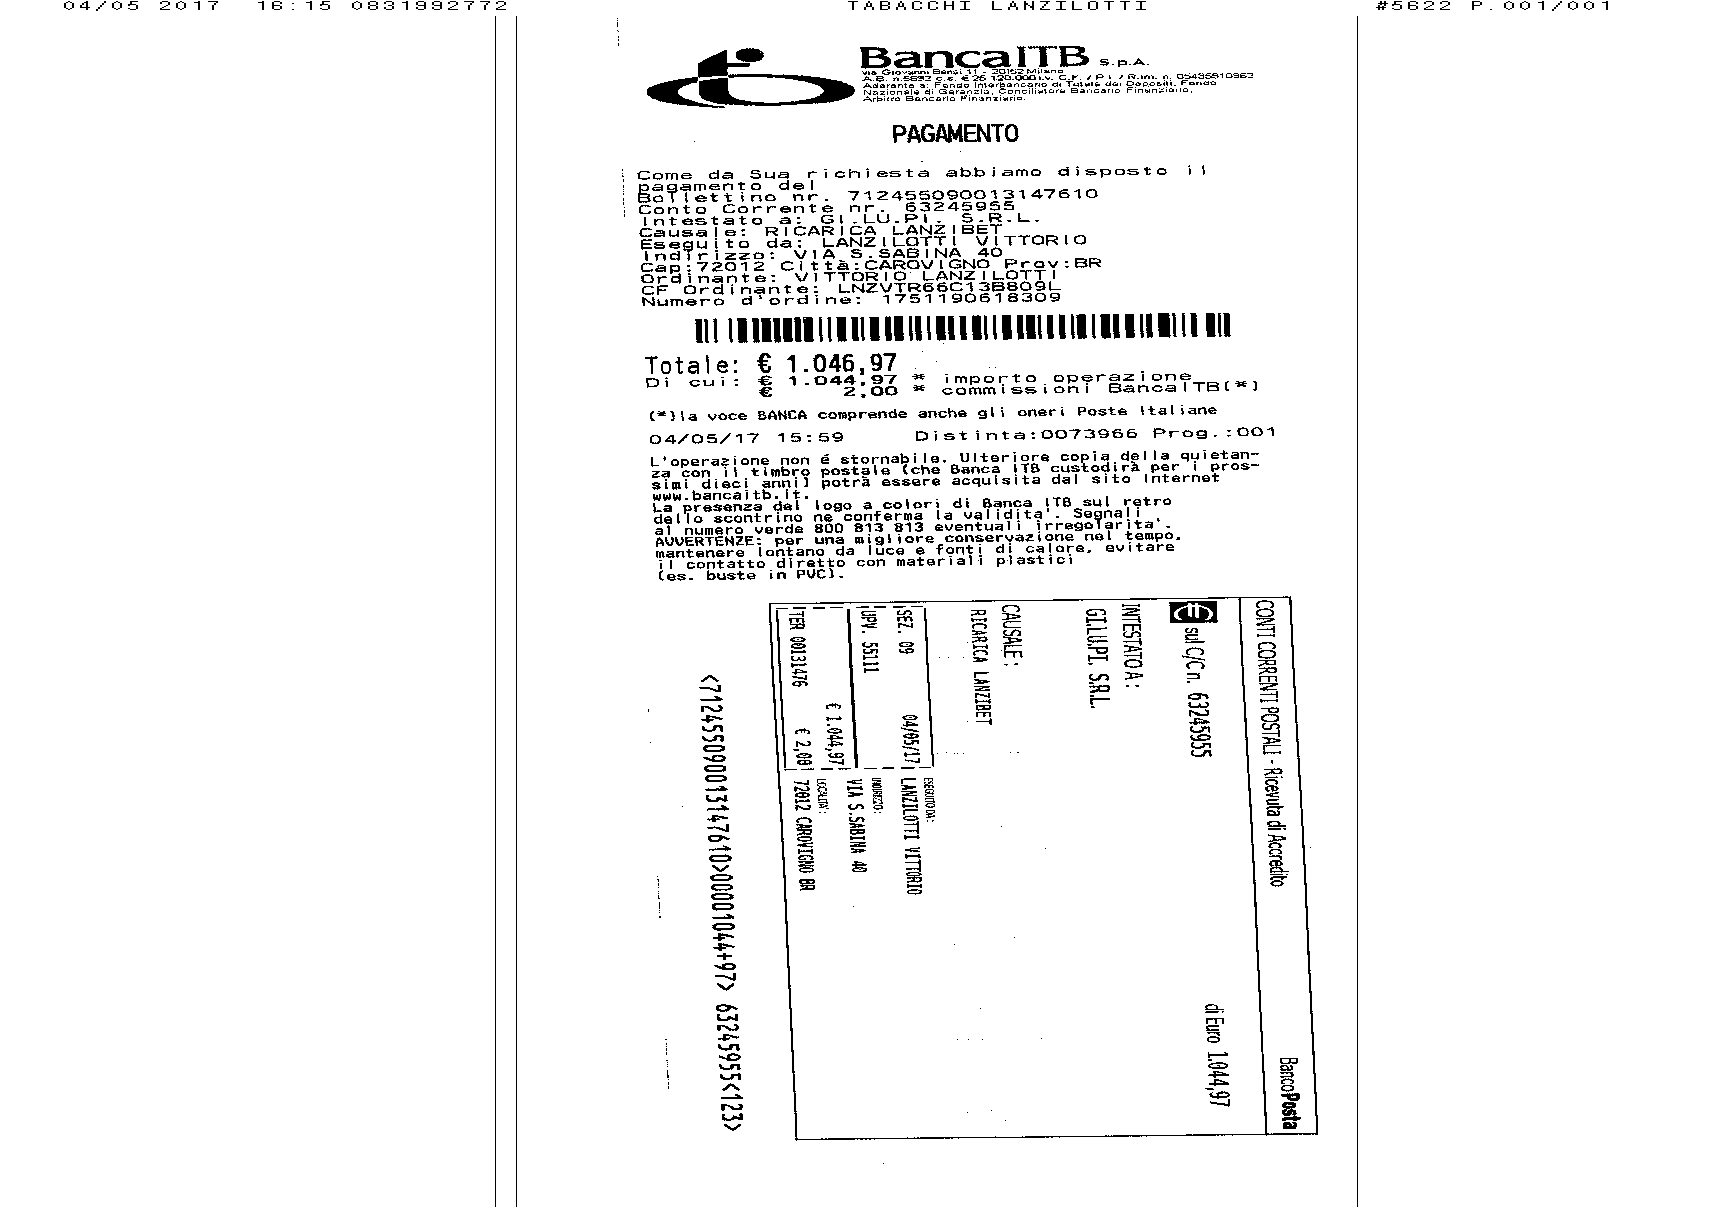 04/05 2017 16:15 0831992772 TABACCHI LANZILOTTI #5622 P.001/001
BancaITB s.p.A.
via Giovanni Bensi 11 - 20152 Milano
A.B. n.5692 c.s. € 25.120.000 i.v. C.F. / P.I. / R.Im. n. 05435910962
Aderente a: Fondo Interbancario di Tutela dei Depositi, Fondo
Nazionale di Garanzia, Conciliatore Bancario Finanziario,
Arbitro Bancario Finanziario.
PAGAMENTO
Come da Sua richiesta abbiamo disposto il
pagamento del
Bollettino nr. 712455090013147610
Conto Corrente nr. 63245955
Intestato a: GI.LU.PI. S.R.L.
Causale: RICARICA LANZIBET
Eseguito da: LANZILOTTI VITTORIO
Indirizzo: VIA S.SABINA 40
Cap:72012 Città:CAROVIGNO Prov:BR
Ordinante: VITTORIO LANZILOTTI
CF Ordinante: LNZVTR66C13B809L
Numero d'ordine: 1751190618309
Totale: € 1.046,97
Di cui: € 1.044,97 * importo operazione
€ 2,00 * commissioni BancaITB(*)
(*)la voce BANCA comprende anche gli oneri Poste Italiane
04/05/17 15:59 Distinta:0073966 Prog.:001
L'operazione non é stornabile. Ulteriore copia della quietan-
za con il timbro postale (che Banca ITB custodirà per i pros-
simi dieci anni) potrà essere acquisita dal sito Internet
www.bancaitb.it.
La presenza del logo a colori di Banca ITB sul retro
dello scontrino ne conferma la validita'. Segnali
al numero verde 800 813 813 eventuali irregolarita'.
AVVERTENZE: per una migliore conservazione nel tempo,
mantenere lontano da luce e fonti di calore, evitare
il contatto diretto con materiali plastici
(es. buste in PVC).
CONTI CORRENTI POSTALI - Ricevuta di Accredito BancoPosta
sul C/C n. 63245955 di Euro 1.044,97
INTESTATO A:
GI.LU.PI. S.R.L.
CAUSALE:
RICARICA LANZIBET
SEZ. 09 04/05/17
UPV. 55111
€ 1.044,97
TER 00131476 € 2,00
ESEGUITO DA:
LANZILOTTI VITTORIO
INDIRIZZO:
VIA S.SABINA 40
LOCALITA':
72012 CAROVIGNO BR
<712455090013147610>00001044+97> 63245955<123>